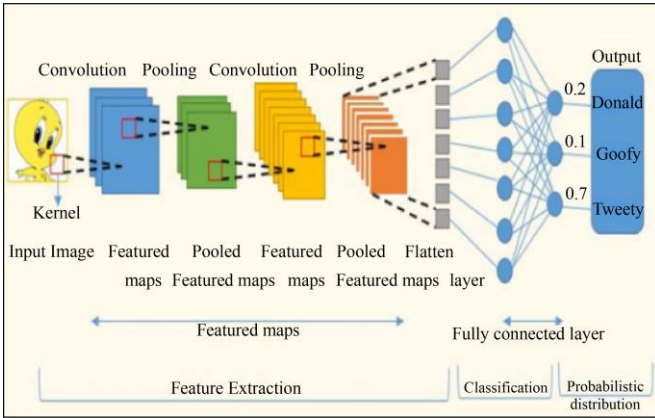 Convolution Pooling Convolution Pooling
Output
0.2
Donald
0.1
Goofy
0.7
Tweety
Kernel
Input Image Featured Pooled Featured Pooled Flatten
maps Featured maps maps Featured maps layer
Featured maps
Fully connected layer
Feature Extraction
Classification
Probabilistic
distribution